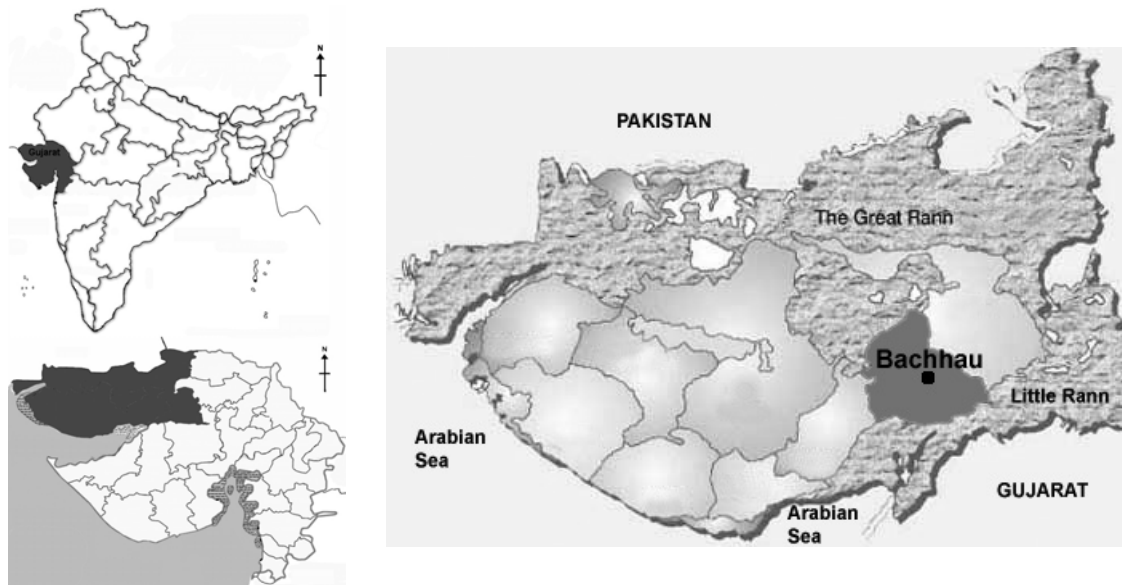 N
Gujarat
N
PAKISTAN
The Great Rann
Bachhau
Little Rann
Arabian
Sea
GUJARAT
Arabian
Sea